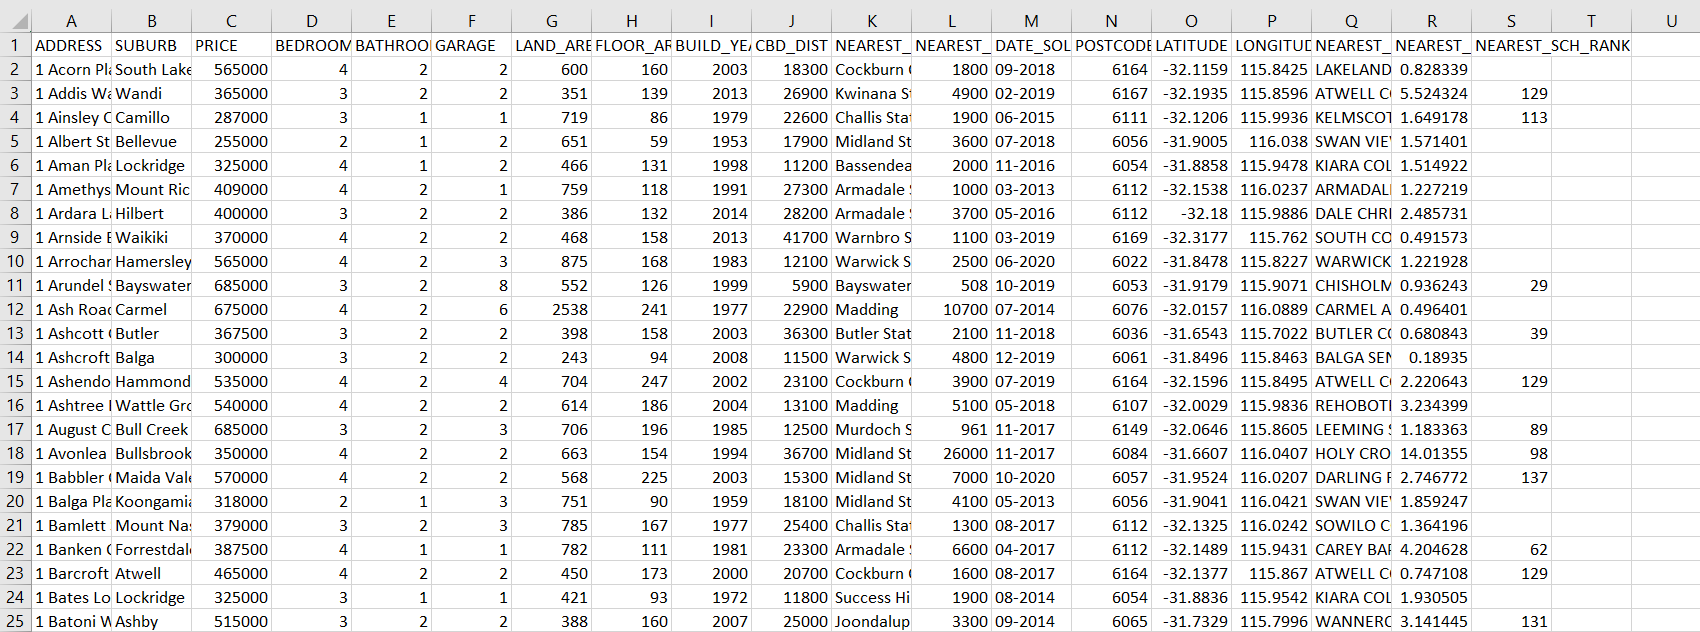 A B C D E F G H I J K L M N O P Q R S T U
1 ADDRESS SUBURB PRICE BEDROOM BATHROO GARAGE LAND_ARE FLOOR_AR BUILD_YE CBD_DIST NEAREST_ NEAREST_ DATE_SOL POSTCODE LATITUDE LONGITUD NEAREST_ NEAREST_ NEAREST_SCH_RANK
2 1 Acorn Pl South Lake 565000 4 2 2 600 160 2003 18300 Cockburn 1800 09-2018 6164 -32.1159 115.8425 LAKELAND 0.828339
3 1 Addis Wa Wandi 365000 3 2 2 351 139 2013 26900 Kwinana St 4900 02-2019 6167 -32.1935 115.8596 ATWELL CO 5.524324 129
4 1 Ainsley C Camillo 287000 3 1 1 719 86 1979 22600 Challis Stat 1900 06-2015 6111 -32.1206 115.9936 KELMSCOT 1.649178 113
5 1 Albert St Bellevue 255000 2 1 2 651 59 1953 17900 Midland St 3600 07-2018 6056 -31.9005 116.038 SWAN VIE 1.571401
6 1 Aman Pla Lockridge 325000 4 1 2 466 131 1998 11200 Bassendea 2000 11-2016 6054 -31.8858 115.9478 KIARA COL 1.514922
7 1 Amethys Mount Ric 409000 4 2 1 759 118 1991 27300 Armadale 1000 03-2013 6112 -32.1538 116.0237 ARMADAL 1.227219
8 1 Ardara L Hilbert 400000 3 2 2 386 132 2014 28200 Armadale 3700 05-2016 6112 -32.18 115.9886 DALE CHRI 2.485731
9 1 Arnside Waikiki 370000 4 2 2 468 158 2013 41700 Warnbro S 1100 03-2019 6169 -32.3177 115.762 SOUTH CO 0.491573
10 1 Arrochar Hamersley 565000 4 2 3 875 168 1983 12100 Warwick S 2500 06-2020 6022 -31.8478 115.8227 WARWICK 1.221928
11 1 Arundel Bayswater 685000 3 2 8 552 126 1999 5900 Bayswater 508 10-2019 6053 -31.9179 115.9071 CHISHOLM 0.936243 29
12 1 Ash Road Carmel 675000 4 2 6 2538 241 1977 22900 Madding 10700 07-2014 6076 -32.0157 116.0889 CARMEL A 0.496401
13 1 Ashcott Butler 367500 3 2 2 398 158 2003 36300 Butler Stat 2100 11-2018 6036 -31.6543 115.7022 BUTLER CO 0.680843 39
14 1 Ashcroft Balga 300000 3 2 2 243 94 2008 11500 Warwick S 4800 12-2019 6061 -31.8496 115.8463 BALGA SEN 0.18935
15 1 Ashendo Hammond 535000 4 2 4 704 247 2002 23100 Cockburn 3900 07-2019 6164 -32.1596 115.8495 ATWELL CO 2.220643 129
16 1 Ashtree Wattle Gro 540000 4 2 2 614 186 2004 13100 Madding 5100 05-2018 6107 -32.0029 115.9836 REHOBOT 3.234399
17 1 August C Bull Creek 685000 3 2 3 706 196 1985 12500 Murdoch S 961 11-2017 6149 -32.0646 115.8605 LEEMING 1.183363 89
18 1 Avonlea Bullsbrook 350000 4 2 2 663 154 1994 36700 Midland St 26000 11-2017 6084 -31.6607 116.0407 HOLY CRO 14.01355 98
19 1 Babbler Maida Val 570000 4 2 2 568 225 2003 15300 Midland St 7000 10-2020 6057 -31.9524 116.0207 DARLING 2.746772 137
20 1 Balga Pla Koongami 318000 2 1 3 751 90 1959 18100 Midland St 4100 05-2013 6056 -31.9041 116.0421 SWAN VIE 1.859247
21 1 Bamlett Mount Na 379000 3 2 3 785 167 1977 25400 Challis Stat 1300 08-2017 6112 -32.1325 116.0242 SOWILO C 1.364196
22 1 Banken Forrestdal 387500 4 1 1 782 111 1981 23300 Armadale 6600 04-2017 6112 -32.1489 115.9431 CAREY BAP 4.204628 62
23 1 Barcroft Atwell 465000 4 2 2 450 173 2000 20700 Cockburn 1600 08-2017 6164 -32.1377 115.867 ATWELL CO 0.747108 129
24 1 Bates Lo Lockridge 325000 3 1 1 421 93 1972 11800 Success Hi 1900 08-2014 6054 -31.8836 115.9542 KIARA COL 1.930505
25 1 Batoni W Ashby 515000 3 2 2 388 160 2007 25000 Joondalup 3300 09-2014 6065 -31.7329 115.7996 WANNERO 3.141445 131